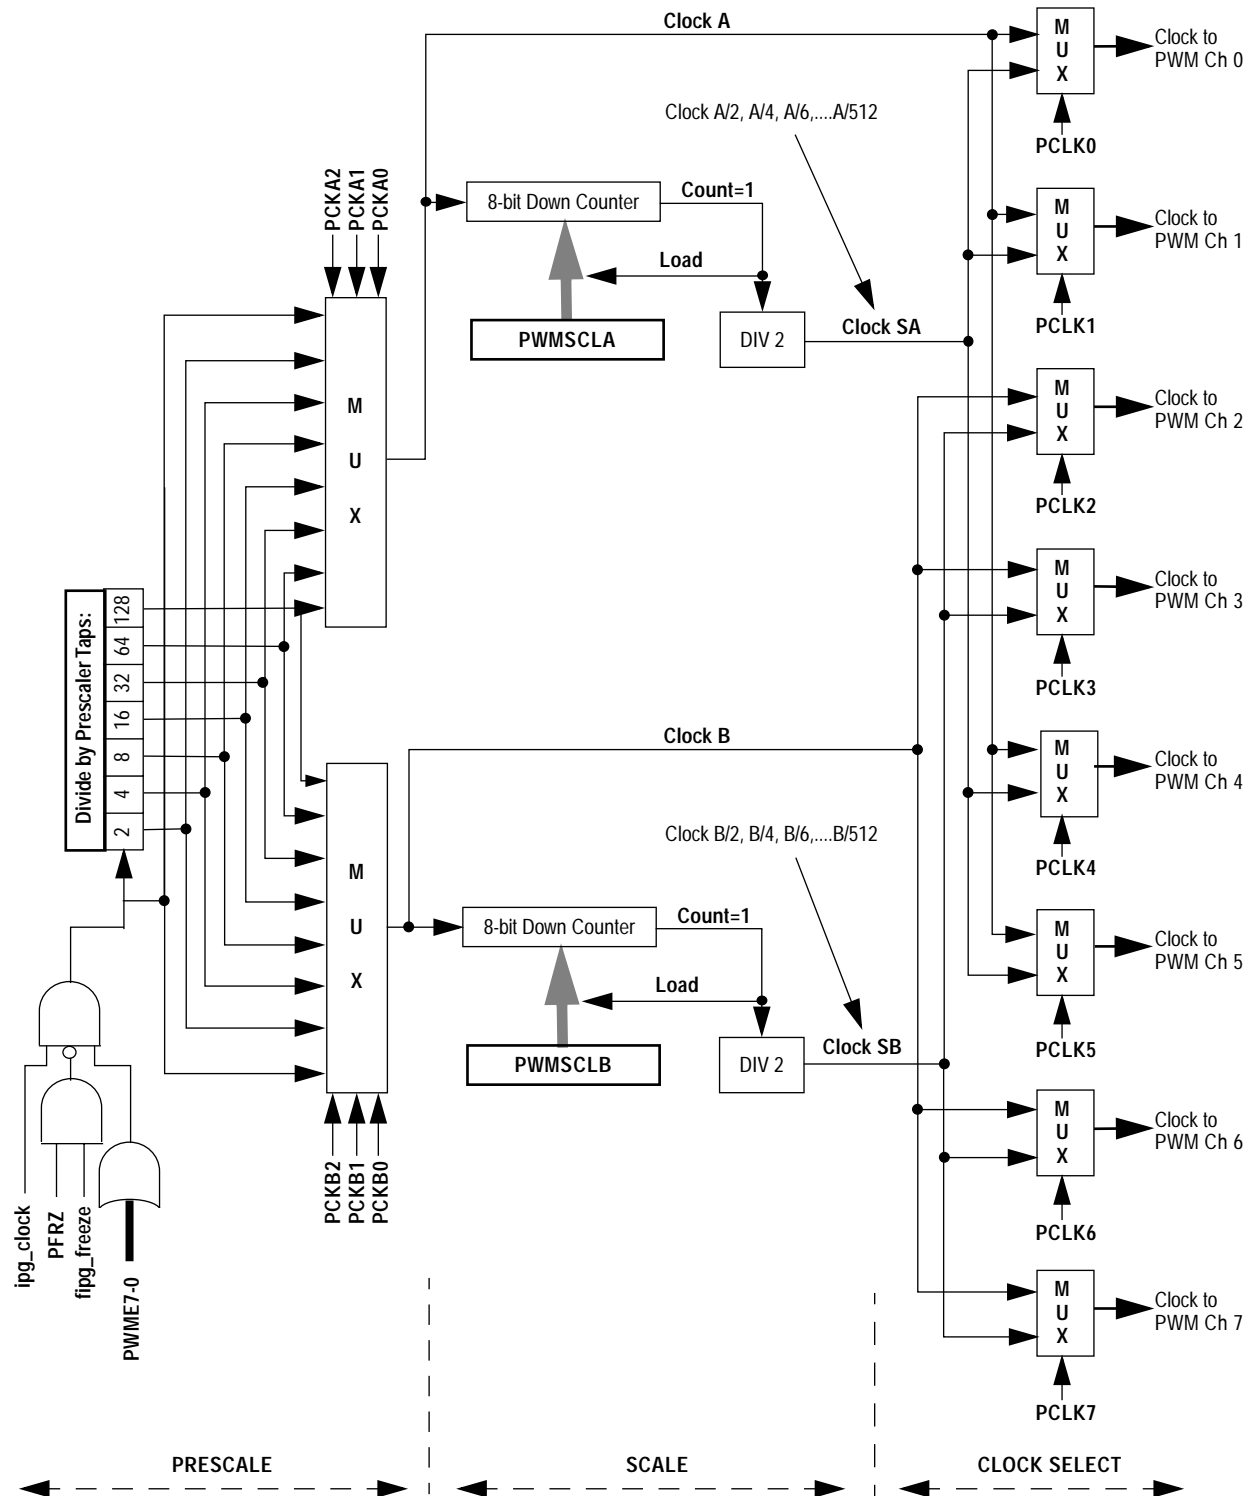 Clock A
M
U
X
Clock to
PWM Ch 0
PCLK0
Clock A/2, A/4, A/6,....A/512
PCKA2
PCKA1
PCKA0
8-bit Down Counter
Count=1
M
U
X
Clock to
PWM Ch 1
PCLK1
Load
PWMSCLA
DIV 2
Clock SA
M
U
X
M
U
X
Clock to
PWM Ch 2
PCLK2
M
U
X
Clock to
PWM Ch 3
PCLK3
Divide by Prescaler Taps:
128
64
32
16
8
4
2
Clock B
M
U
X
Clock to
PWM Ch 4
PCLK4
M
U
X
Clock B/2, B/4, B/6,....B/512
8-bit Down Counter
Count=1
M
U
X
Clock to
PWM Ch 5
PCLK5
Load
PWMSCLB
DIV 2
Clock SB
PCKB2
PCKB1
PCKB0
M
U
X
Clock to
PWM Ch 6
PCLK6
ipg_clock
PFRZ
fipg_freeze
PWME7-0
M
U
X
Clock to
PWM Ch 7
PCLK7
PRESCALE
SCALE
CLOCK SELECT